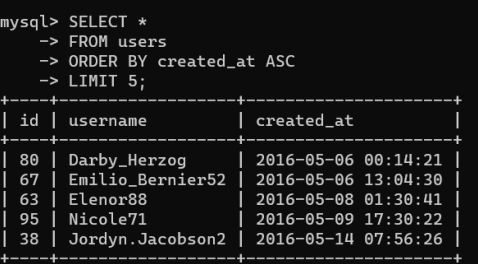 mysql> SELECT *
    -> FROM users
    -> ORDER BY created_at ASC
    -> LIMIT 5;
+----+------------------+---------------------+
| id | username         | created_at          |
+----+------------------+---------------------+
| 80 | Darby_Herzog     | 2016-05-06 00:14:21 |
| 67 | Emilio_Bernier52 | 2016-05-06 13:04:30 |
| 63 | Elenor88         | 2016-05-08 01:30:41 |
| 95 | Nicole71         | 2016-05-09 17:30:22 |
| 38 | Jordyn.Jacobson2 | 2016-05-14 07:56:26 |
+----+------------------+---------------------+